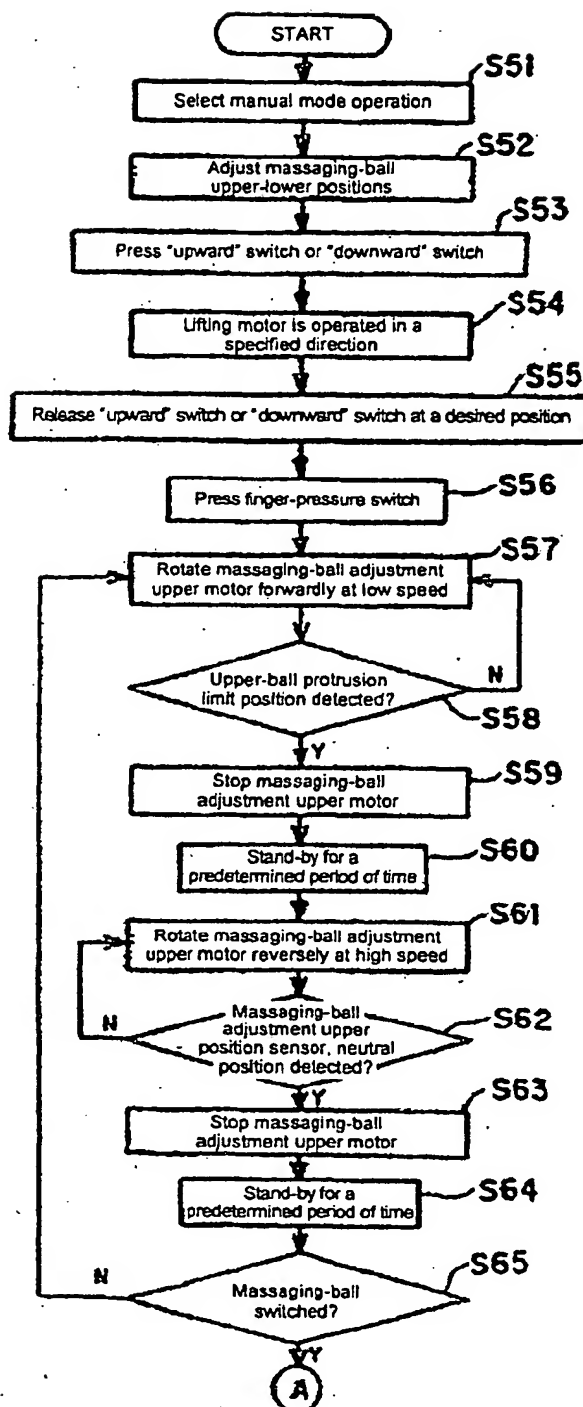 START
S51
Select manual mode operation
S52
Adjust massaging-ball
upper-lower positions
S53
Press "upward" switch or "downward" switch
S54
Lifting motor is operated in a
specified direction
S55
Release "upward" switch or "downward" switch at a desired position
S56
Press finger-pressure switch
S57
Rotate massaging-ball adjustment
upper motor forwardly at low speed
Upper-ball protrusion
limit position detected?
N
S58
Y
S59
Stop massaging-ball
adjustment upper motor
S60
Stand-by for a
predetermined period of time
S61
Rotate massaging-ball adjustment
upper motor reversely at high speed
N
Massaging-ball
adjustment upper
position sensor, neutral
position detected?
S62
Y
S63
Stop massaging-ball
adjustment upper motor
S64
Stand-by for a
predetermined period of time
N
S65
Massaging-ball
switched?
Y
A